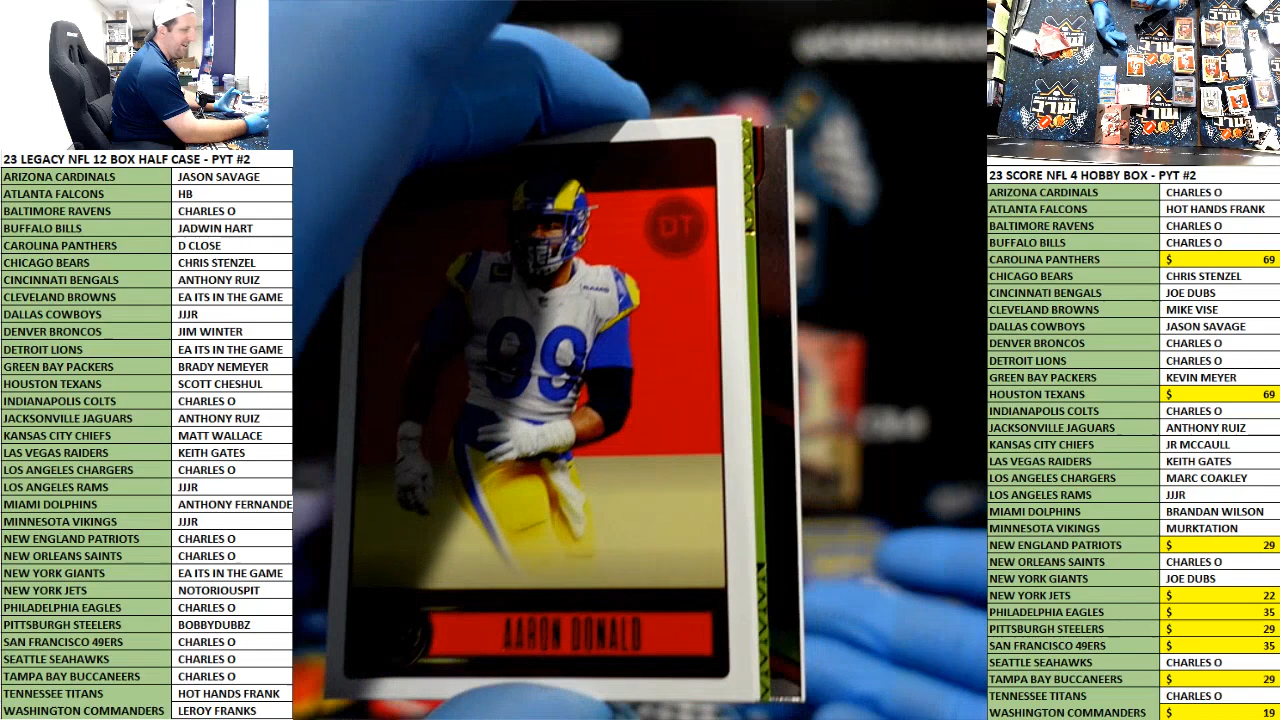 23 LEGACY NFL 12 BOX HALF CASE - PYT #2
ARIZONA CARDINALS JASON SAVAGE
ATLANTA FALCONS HB
BALTIMORE RAVENS CHARLES O
BUFFALO BILLS JADWIN HART
CAROLINA PANTHERS D CLOSE
CHICAGO BEARS CHRIS STENZEL
CINCINNATI BENGALS ANTHONY RUIZ
CLEVELAND BROWNS EA ITS IN THE GAME
DALLAS COWBOYS JJJR
DENVER BRONCOS JIM WINTER
DETROIT LIONS EA ITS IN THE GAME
GREEN BAY PACKERS BRADY NEMEYER
HOUSTON TEXANS SCOTT CHESHUL
INDIANAPOLIS COLTS CHARLES O
JACKSONVILLE JAGUARS ANTHONY RUIZ
KANSAS CITY CHIEFS MATT WALLACE
LAS VEGAS RAIDERS KEITH GATES
LOS ANGELES CHARGERS CHARLES O
LOS ANGELES RAMS JJJR
MIAMI DOLPHINS ANTHONY FERNANDE
MINNESOTA VIKINGS JJJR
NEW ENGLAND PATRIOTS CHARLES O
NEW ORLEANS SAINTS CHARLES O
NEW YORK GIANTS EA ITS IN THE GAME
NEW YORK JETS NOTORIOUSPIT
PHILADELPHIA EAGLES CHARLES O
PITTSBURGH STEELERS BOBBYDUBBZ
SAN FRANCISCO 49ERS CHARLES O
SEATTLE SEAHAWKS CHARLES O
TAMPA BAY BUCCANEERS CHARLES O
TENNESSEE TITANS HOT HANDS FRANK
WASHINGTON COMMANDERS LEROY FRANKS
DT
RAMS
99
AARON DONALD
23 SCORE NFL 4 HOBBY BOX - PYT #2
ARIZONA CARDINALS CHARLES O
ATLANTA FALCONS HOT HANDS FRANK
BALTIMORE RAVENS CHARLES O
BUFFALO BILLS CHARLES O
CAROLINA PANTHERS $ 69
CHICAGO BEARS CHRIS STENZEL
CINCINNATI BENGALS JOE DUBS
CLEVELAND BROWNS MIKE VISE
DALLAS COWBOYS JASON SAVAGE
DENVER BRONCOS CHARLES O
DETROIT LIONS CHARLES O
GREEN BAY PACKERS KEVIN MEYER
HOUSTON TEXANS $ 69
INDIANAPOLIS COLTS CHARLES O
JACKSONVILLE JAGUARS ANTHONY RUIZ
KANSAS CITY CHIEFS JR MCCAULL
LAS VEGAS RAIDERS KEITH GATES
LOS ANGELES CHARGERS MARC COAKLEY
LOS ANGELES RAMS JJJR
MIAMI DOLPHINS BRANDAN WILSON
MINNESOTA VIKINGS MURKTATION
NEW ENGLAND PATRIOTS $ 29
NEW ORLEANS SAINTS CHARLES O
NEW YORK GIANTS JOE DUBS
NEW YORK JETS $ 22
PHILADELPHIA EAGLES $ 35
PITTSBURGH STEELERS $ 29
SAN FRANCISCO 49ERS $ 35
SEATTLE SEAHAWKS CHARLES O
TAMPA BAY BUCCANEERS $ 29
TENNESSEE TITANS CHARLES O
WASHINGTON COMMANDERS $ 19